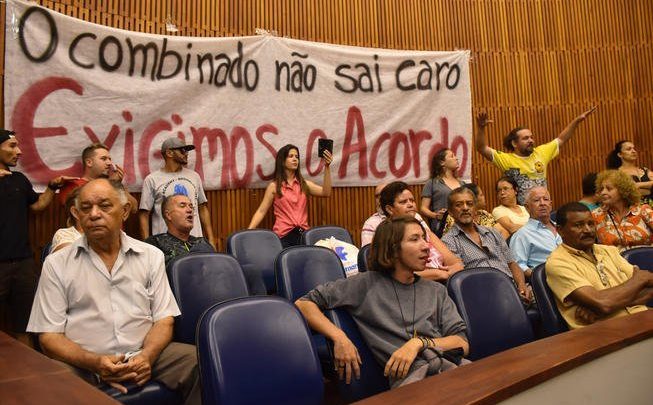 O combinado não sai caro
Exigimos o Acordo